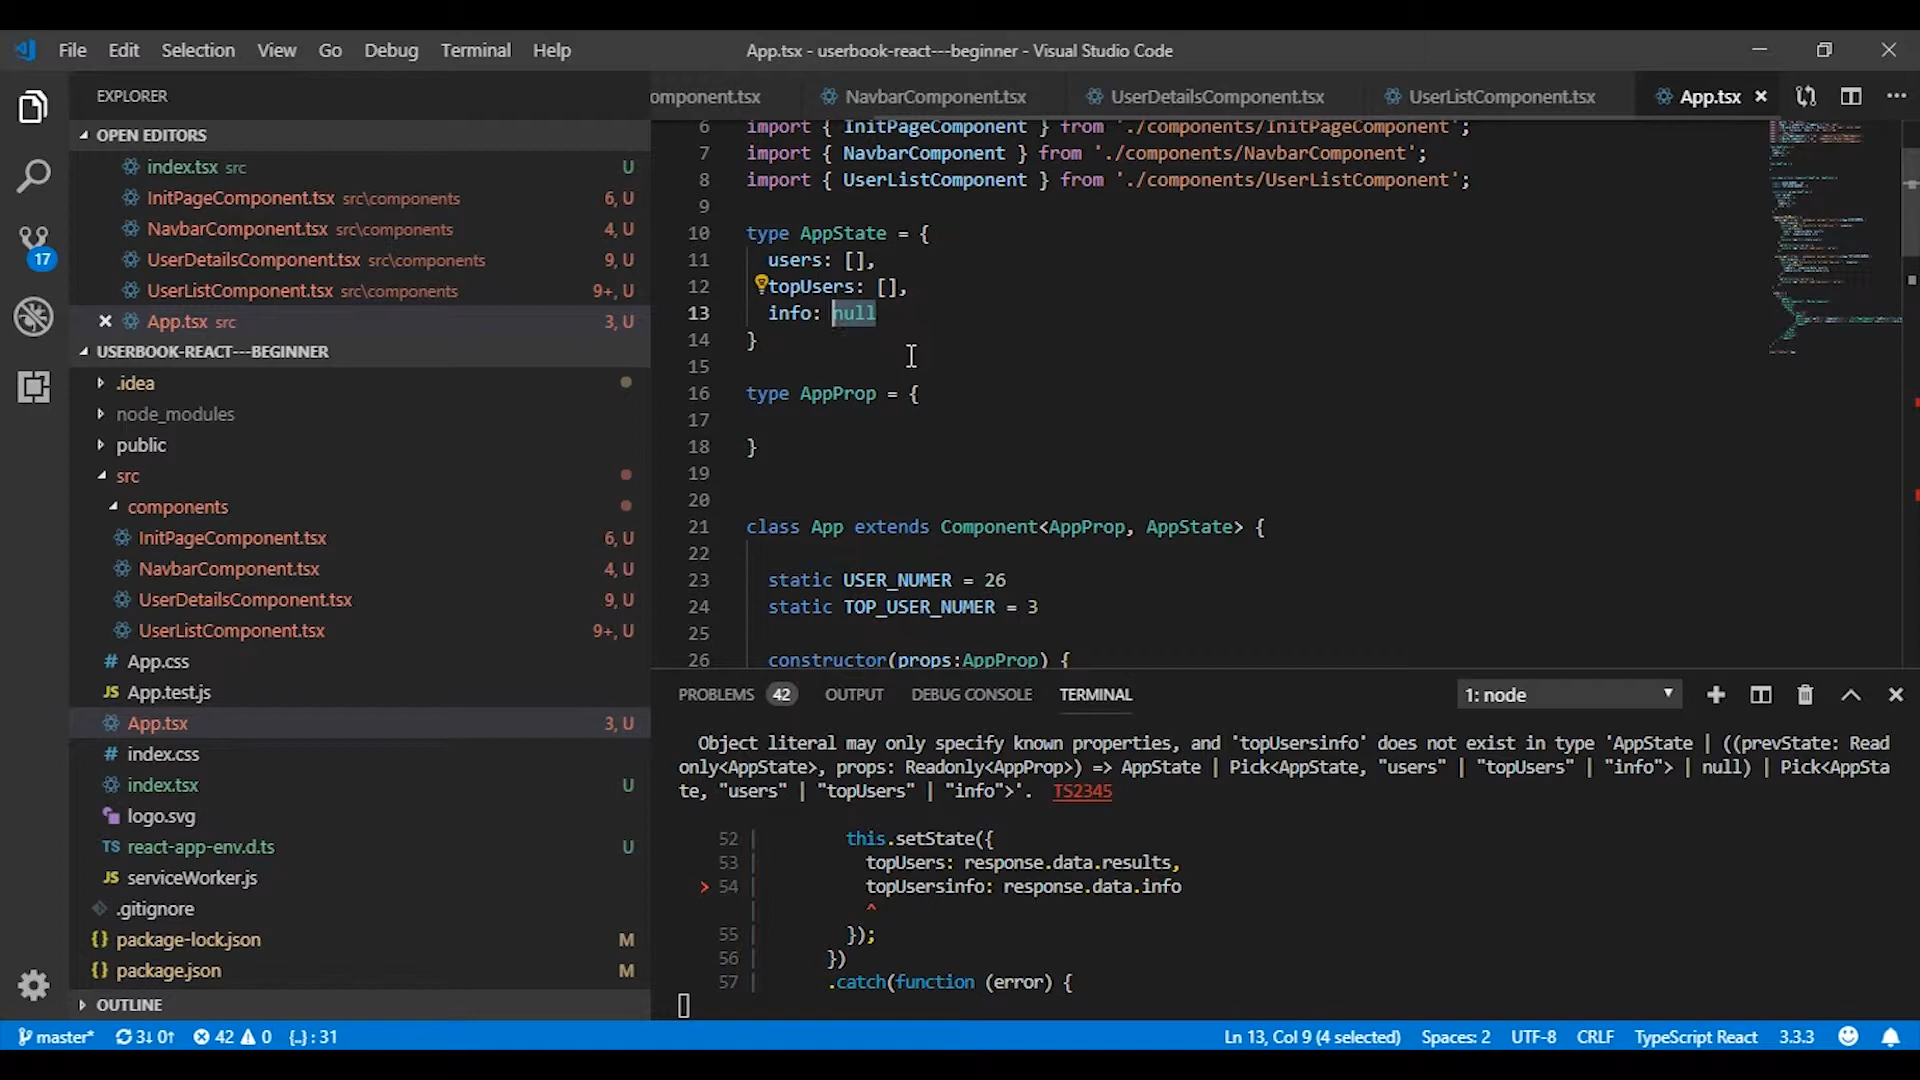 File Edit Selection View Go Debug Terminal Help App.tsx - userbook-react---beginner - Visual Studio Code
EXPLORER
omponent.tsx NavbarComponent.tsx UserDetailsComponent.tsx UserListComponent.tsx App.tsx
OPEN EDITORS
index.tsx src U
InitPageComponent.tsx src\components 6, U
NavbarComponent.tsx src\components 4, U
UserDetailsComponent.tsx src\components 9, U
UserListComponent.tsx src\components 9+, U
App.tsx src 3, U
USERBOOK-REACT---BEGINNER
.idea
node_modules
public
src
components
InitPageComponent.tsx 6, U
NavbarComponent.tsx 4, U
UserDetailsComponent.tsx 9, U
UserListComponent.tsx 9+, U
App.css
JS App.test.js
App.tsx 3, U
index.css
index.tsx U
logo.svg
TS react-app-env.d.ts U
JS serviceWorker.js
.gitignore
{} package-lock.json M
{} package.json M
OUTLINE
17
6 import { InitPageComponent } from './components/InitPageComponent';
7 import { NavbarComponent } from './components/NavbarComponent';
8 import { UserListComponent } from './components/UserListComponent';
9
10 type AppState = {
11 users: [],
12 topUsers: [],
13 info: null
14 }
15
16 type AppProp = {
17
18 }
19
20
21 class App extends Component<AppProp, AppState> {
22
23 static USER_NUMER = 26
24 static TOP_USER_NUMER = 3
25
26 constructor(props:AppProp) {
PROBLEMS 42 OUTPUT DEBUG CONSOLE TERMINAL 1: node
Object literal may only specify known properties, and 'topUsersinfo' does not exist in type 'AppState | ((prevState: Read
only<AppState>, props: Readonly<AppProp>) => AppState | Pick<AppState, "users" | "topUsers" | "info"> | null) | Pick<AppSta
te, "users" | "topUsers" | "info">'. TS2345
52 | this.setState({
53 | topUsers: response.data.results,
> 54 | topUsersinfo: response.data.info
| ^
55 | });
56 | })
57 | .catch(function (error) {
master* 3↓ 0↑ 42 0 {..} : 31 Ln 13, Col 9 (4 selected) Spaces: 2 UTF-8 CRLF TypeScript React 3.3.3